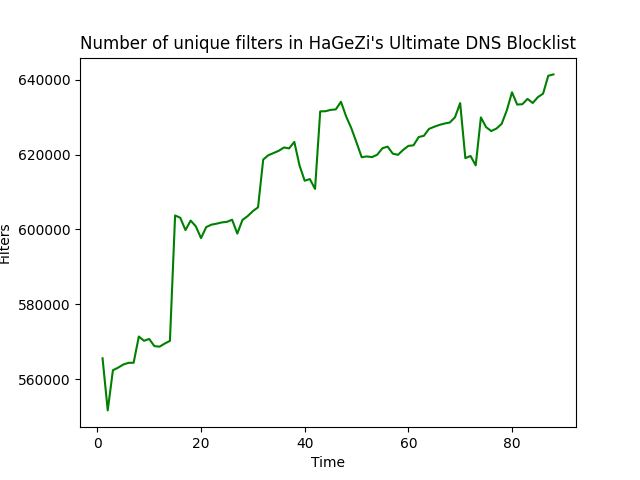 Number of unique filters in HaGeZi's Ultimate DNS Blocklist
640000
620000
600000
580000
560000
Filters
0 20 40 60 80
Time